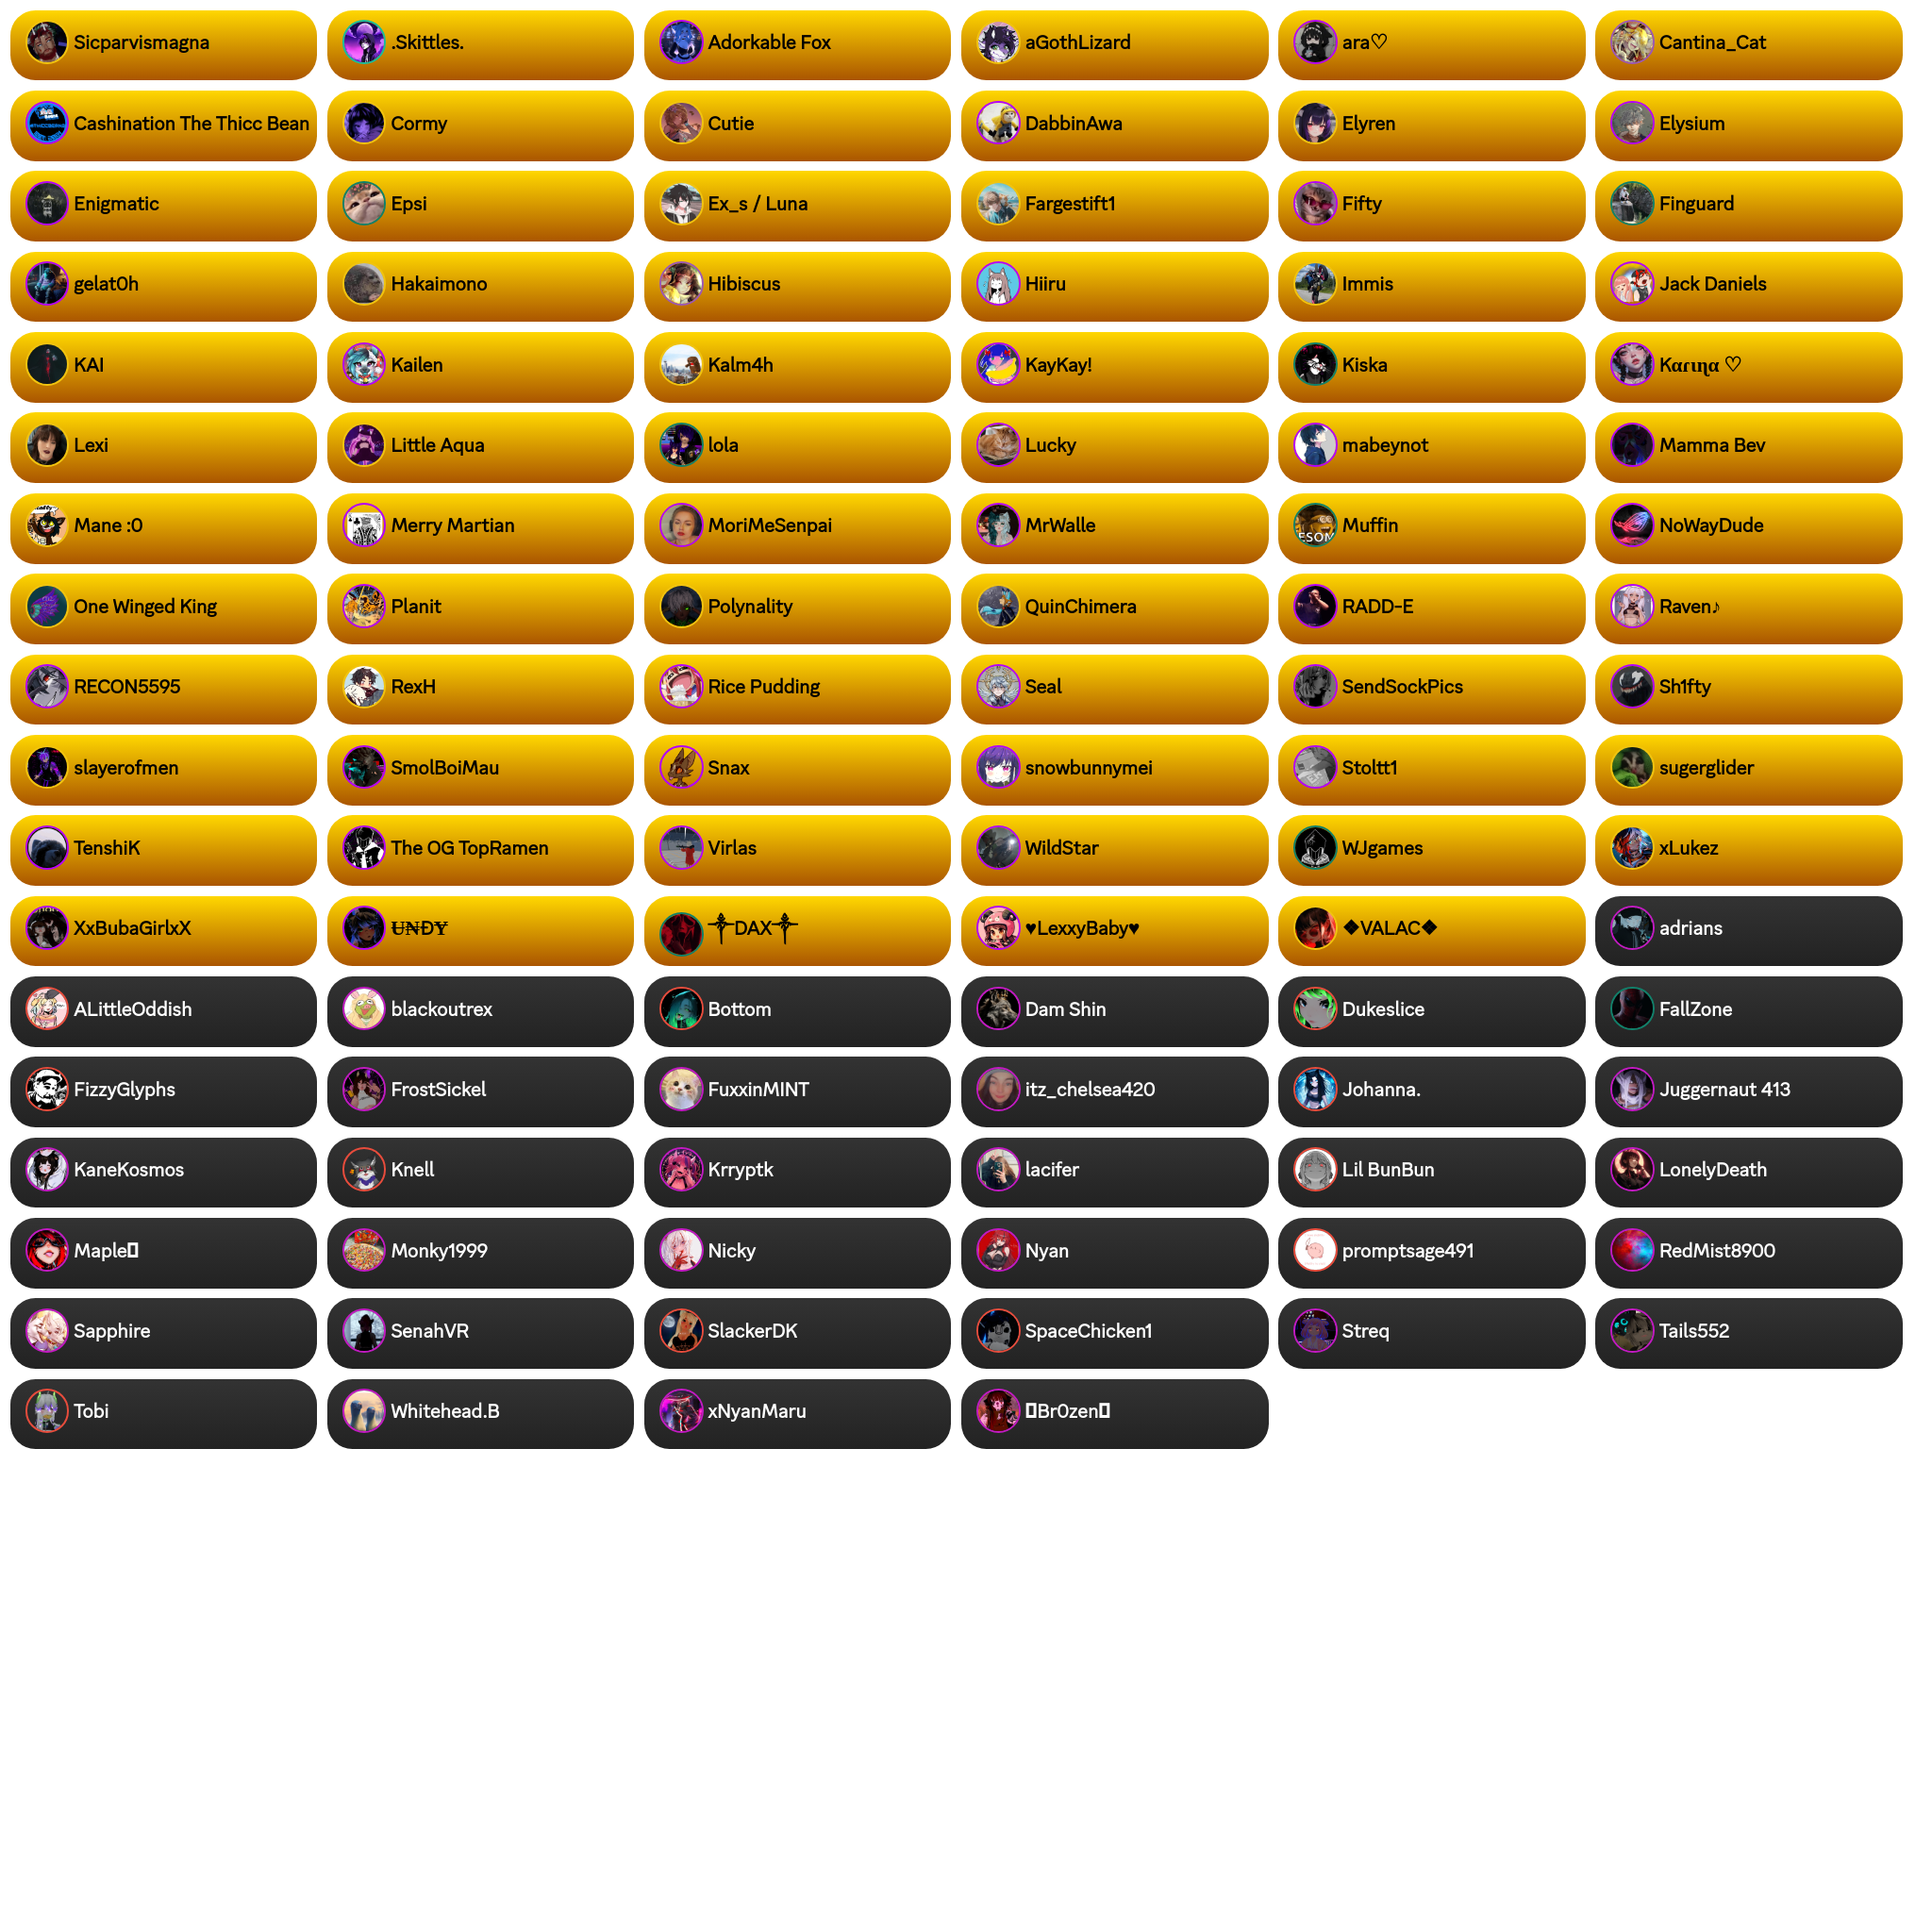 Sicparvismagna
.Skittles.
Adorkable Fox
aGothLizard
ara♡
Cantina_Cat
Cashination The Thicc Bean
Cormy
Cutie
DabbinAwa
Elyren
Elysium
Enigmatic
Epsi
Ex_s / Luna
Fargestift1
Fifty
Finguard
gelat0h
Hakaimono
Hibiscus
Hiiru
Immis
Jack Daniels
KAI
Kailen
Kalm4h
KayKay!
Kiska
Kαɾιɳα ♡
Lexi
Little Aqua
lola
Lucky
mabeynot
Mamma Bev
Mane :0
Merry Martian
MoriMeSenpai
MrWalle
Muffin
NoWayDude
One Winged King
Planit
Polynality
QuinChimera
RADD-E
Raven♪
RECON5595
RexH
Rice Pudding
Seal
SendSockPics
Sh1fty
slayerofmen
SmolBoiMau
Snax
snowbunnymei
Stoltt1
sugerglider
TenshiK
The OG TopRamen
Virlas
WildStar
WJgames
xLukez
XxBubaGirlxX
U̶N̶ĐɎ
⸸DAX⸸
♥LexxyBaby♥
❖VALAC❖
adrians
ALittleOddish
blackoutrex
Bottom
Dam Shin
Dukeslice
FallZone
FizzyGlyphs
FrostSickel
FuxxinMINT
itz_chelsea420
Johanna.
Juggernaut 413
KaneKosmos
Knell
Krryptk
lacifer
Lil BunBun
LonelyDeath
Maple
Monky1999
Nicky
Nyan
promptsage491
RedMist8900
Sapphire
SenahVR
SlackerDK
SpaceChicken1
Streq
Tails552
Tobi
Whitehead.B
xNyanMaru
Br0zen